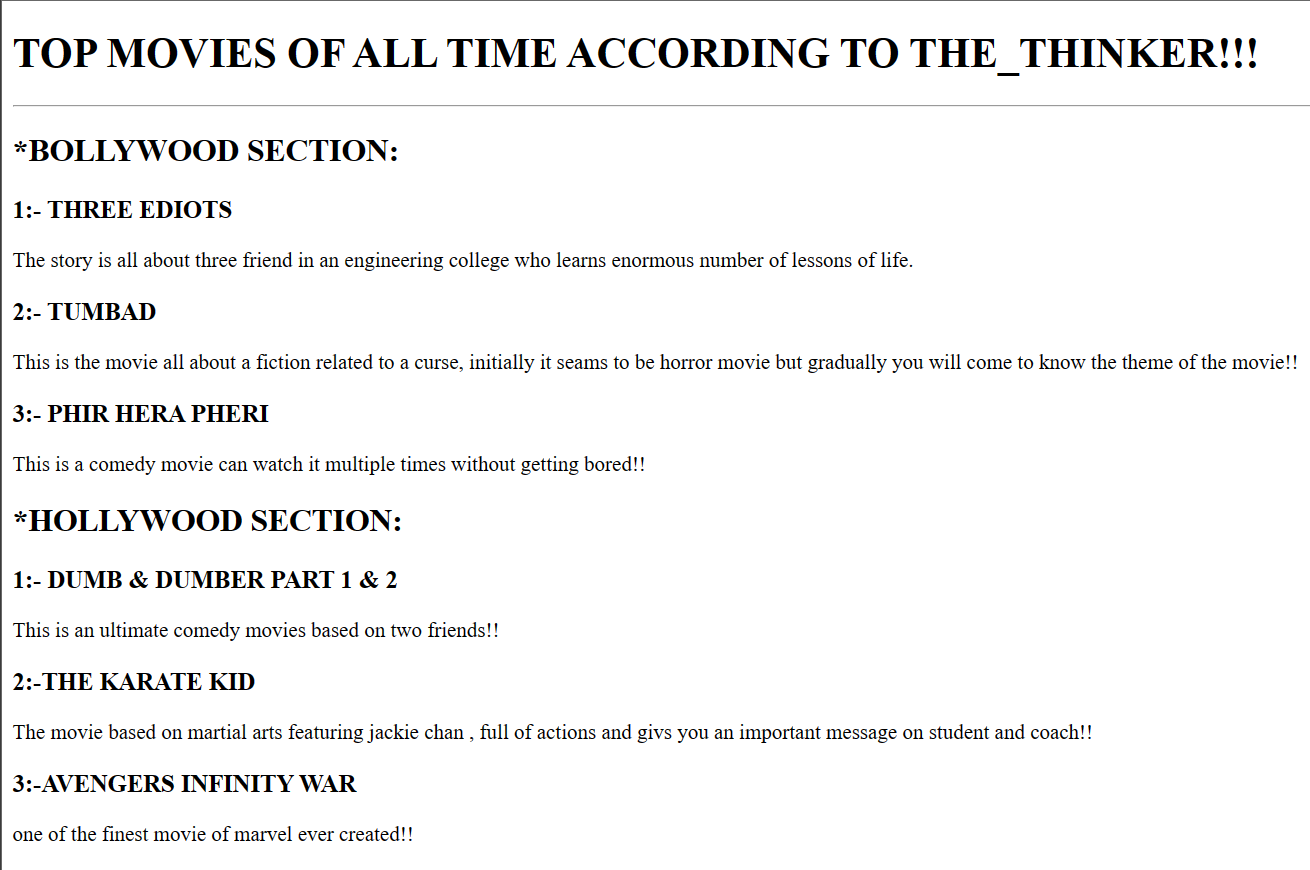 TOP MOVIES OF ALL TIME ACCORDING TO THE_THINKER!!!
*BOLLYWOOD SECTION:
1:- THREE EDIOTS
The story is all about three friend in an engineering college who learns enormous number of lessons of life.
2:- TUMBAD
This is the movie all about a fiction related to a curse, initially it seams to be horror movie but gradually you will come to know the theme of the movie!!
3:- PHIR HERA PHERI
This is a comedy movie can watch it multiple times without getting bored!!
*HOLLYWOOD SECTION:
1:- DUMB & DUMBER PART 1 & 2
This is an ultimate comedy movies based on two friends!!
2:-THE KARATE KID
The movie based on martial arts featuring jackie chan , full of actions and givs you an important message on student and coach!!
3:-AVENGERS INFINITY WAR
one of the finest movie of marvel ever created!!